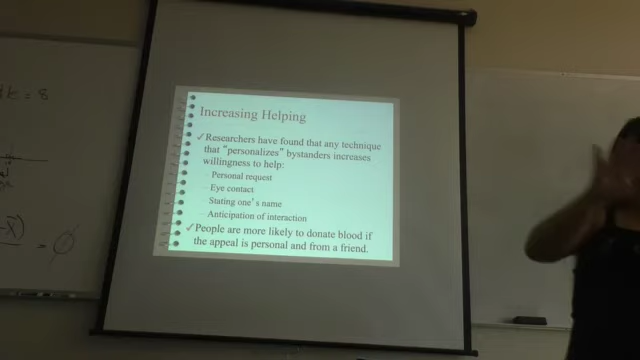 k = 8
Increasing Helping
✓Researchers have found that any technique
that "personalizes" bystanders increases
willingness to help:
– Personal request
– Eye contact
– Stating one's name
– Anticipation of interaction
✓People are more likely to donate blood if
the appeal is personal and from a friend.